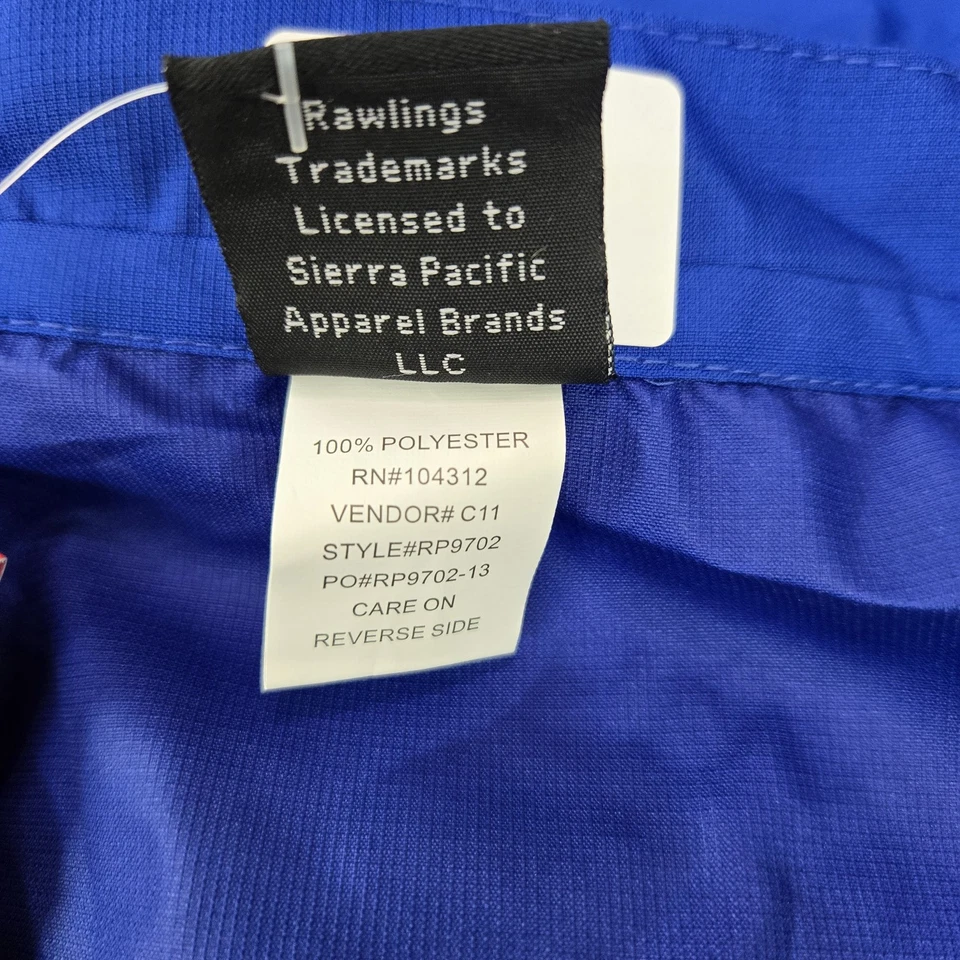 Rawlings
Trademarks
Licensed to
Sierra Pacific
Apparel Brands
LLC
100% POLYESTER
RN#104312
VENDOR# C11
STYLE#RP9702
PO#RP9702-13
CARE ON
REVERSE SIDE